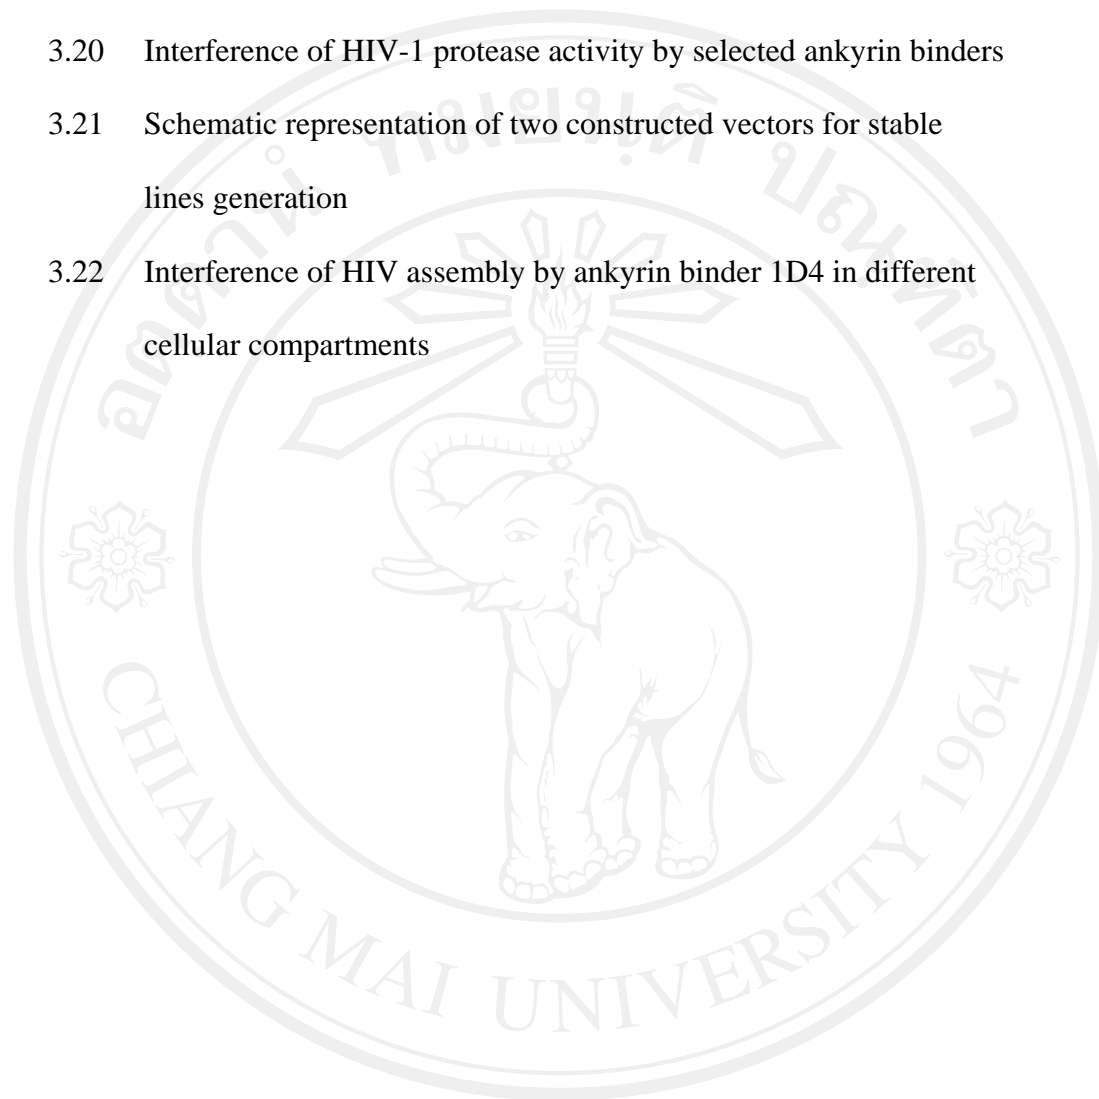 3.20 Interference of HIV-1 protease activity by selected ankyrin binders
3.21 Schematic representation of two constructed vectors for stable
lines generation
3.22 Interference of HIV assembly by ankyrin binder 1D4 in different
cellular compartments
CHIANG MAI UNIVERSITY 1964